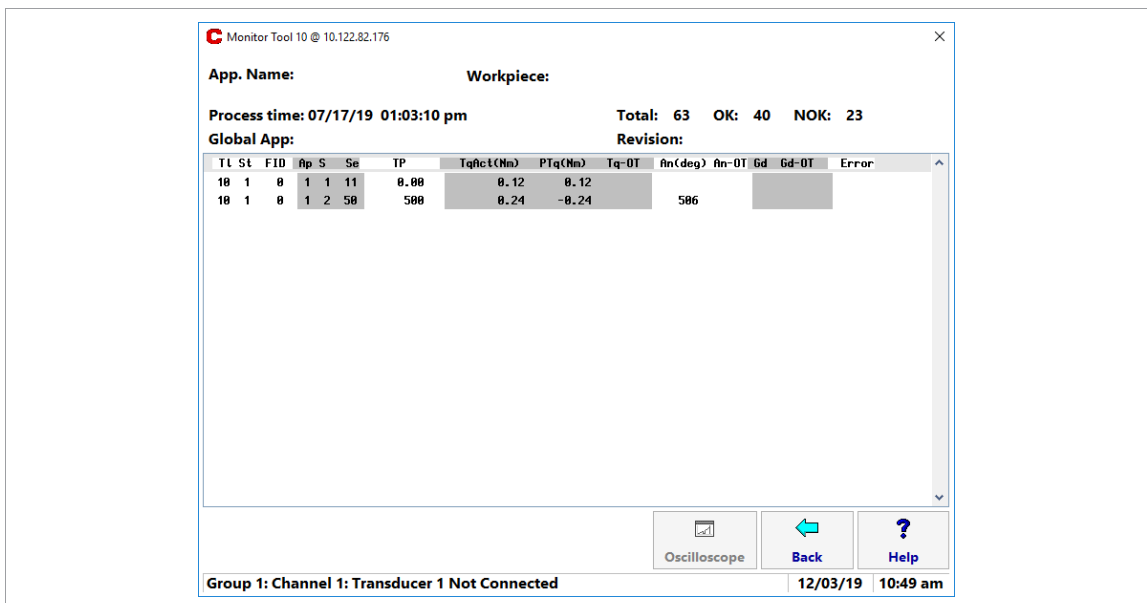 Monitor Tool 10 @ 10.122.82.176
App. Name: Workpiece:
Process time: 07/17/19 01:03:10 pm Total: 63 OK: 40 NOK: 23
Global App: Revision:
Tl St FID Ap S Se TP TqAct(Nm) PTq(Nm) Tq-OT An(deg) An-OT Gd Gd-OT Error
10 1 0 1 1 11 0.00 0.12 0.12
10 1 0 1 2 50 500 0.24 -0.24 506
Oscilloscope Back Help
Group 1: Channel 1: Transducer 1 Not Connected 12/03/19 10:49 am